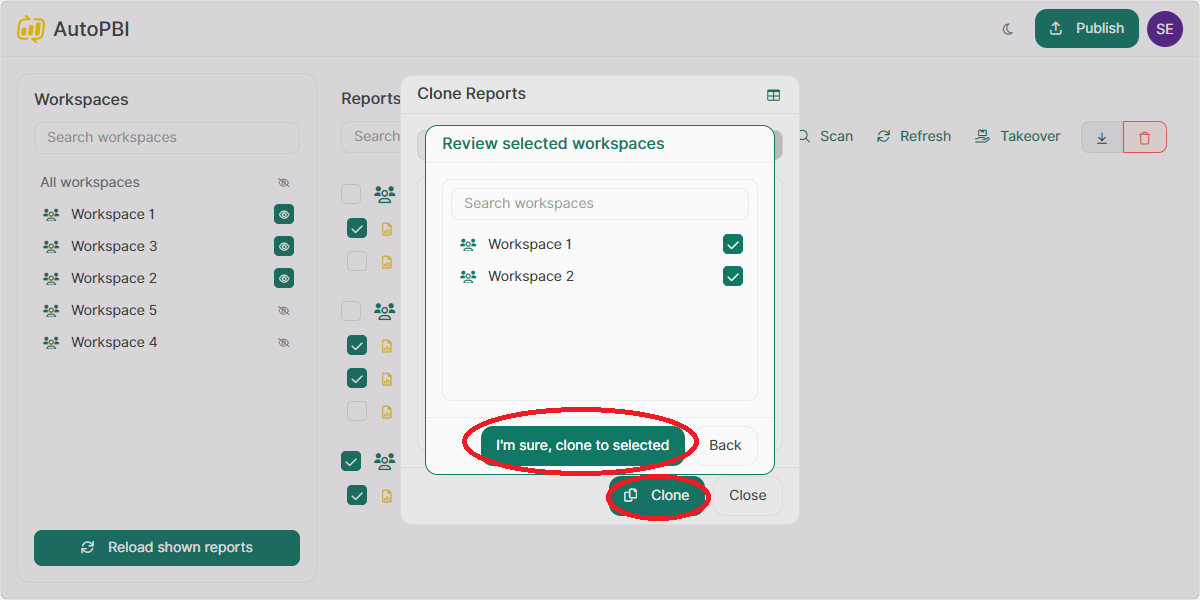 AutoPBI
Publish
SE
Workspaces
Search workspaces
All workspaces
Workspace 1
Workspace 3
Workspace 2
Workspace 5
Workspace 4
Reload shown reports
Reports
Search
Scan
Refresh
Takeover
Clone Reports
Review selected workspaces
Search workspaces
Workspace 1
Workspace 2
I'm sure, clone to selected
Back
Clone
Close